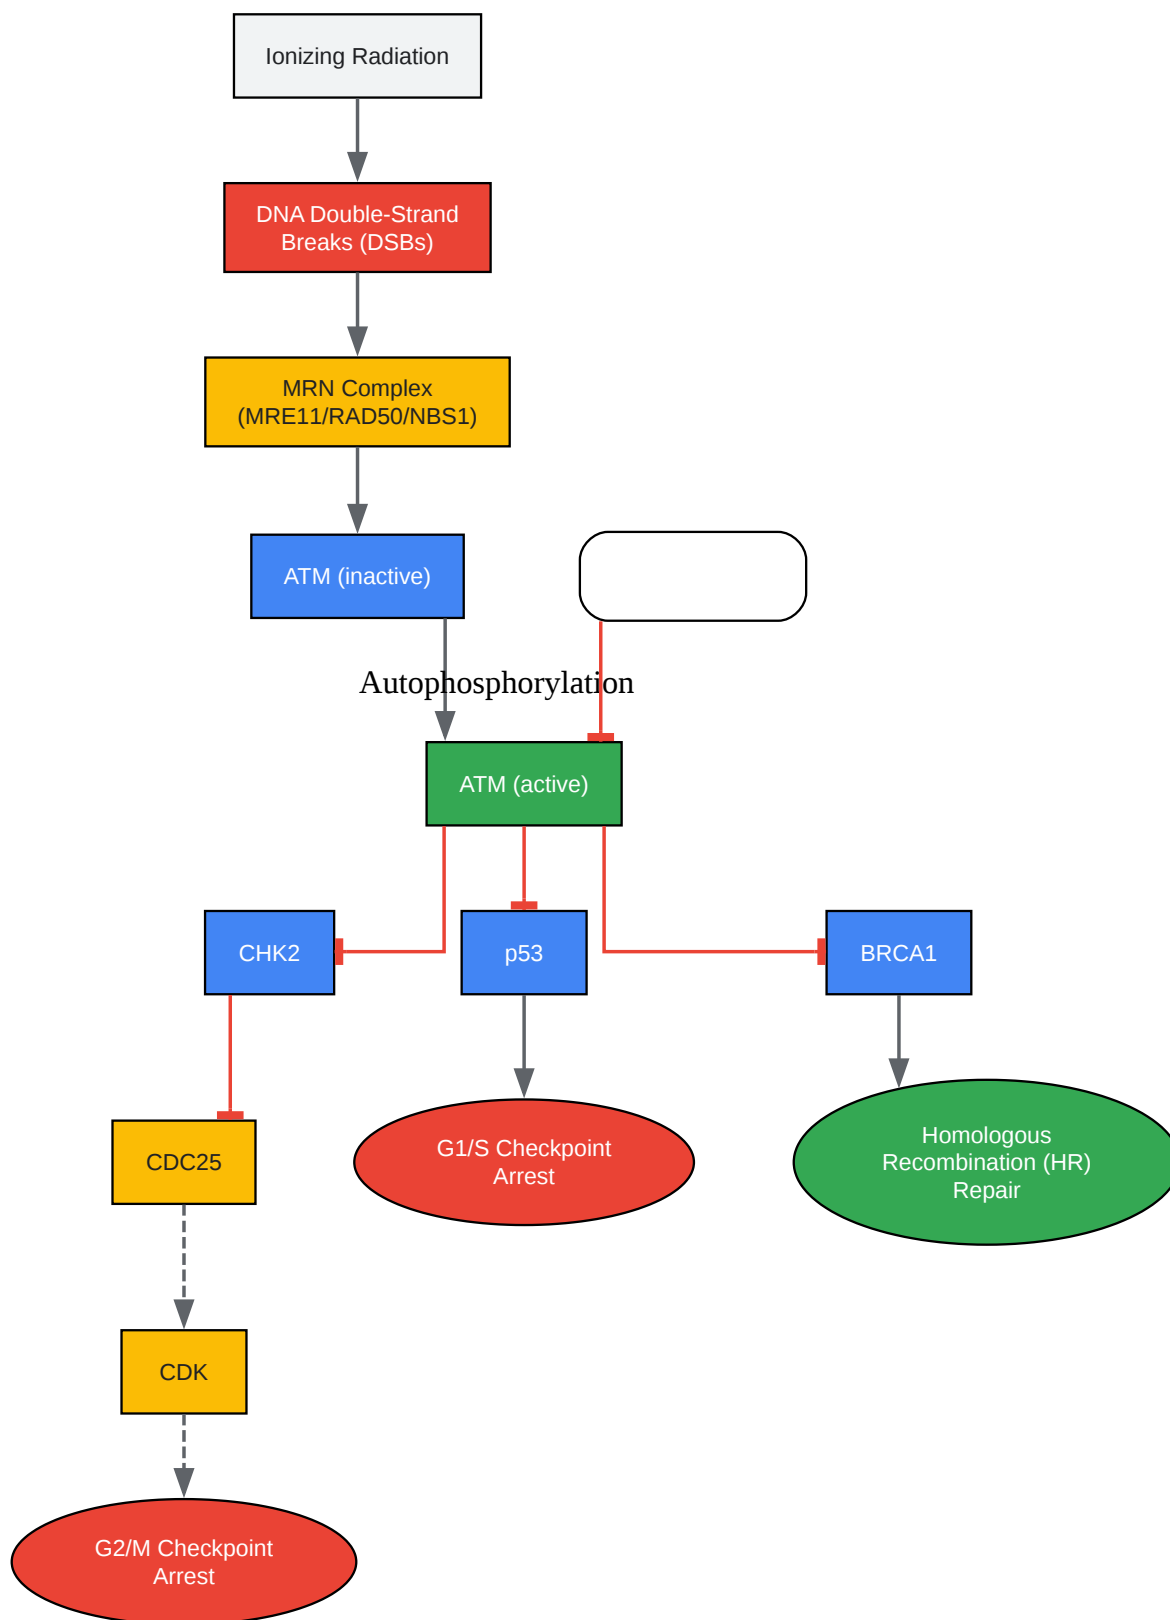 Ionizing Radiation
DNA Double-Strand
Breaks (DSBs)
MRN Complex
(MRE11/RAD50/NBS1)
ATM (inactive)
Autophosphorylation
ATM (active)
CHK2
p53
BRCA1
CDC25
G1/S Checkpoint
Arrest
Homologous
Recombination (HR)
Repair
CDK
G2/M Checkpoint
Arrest